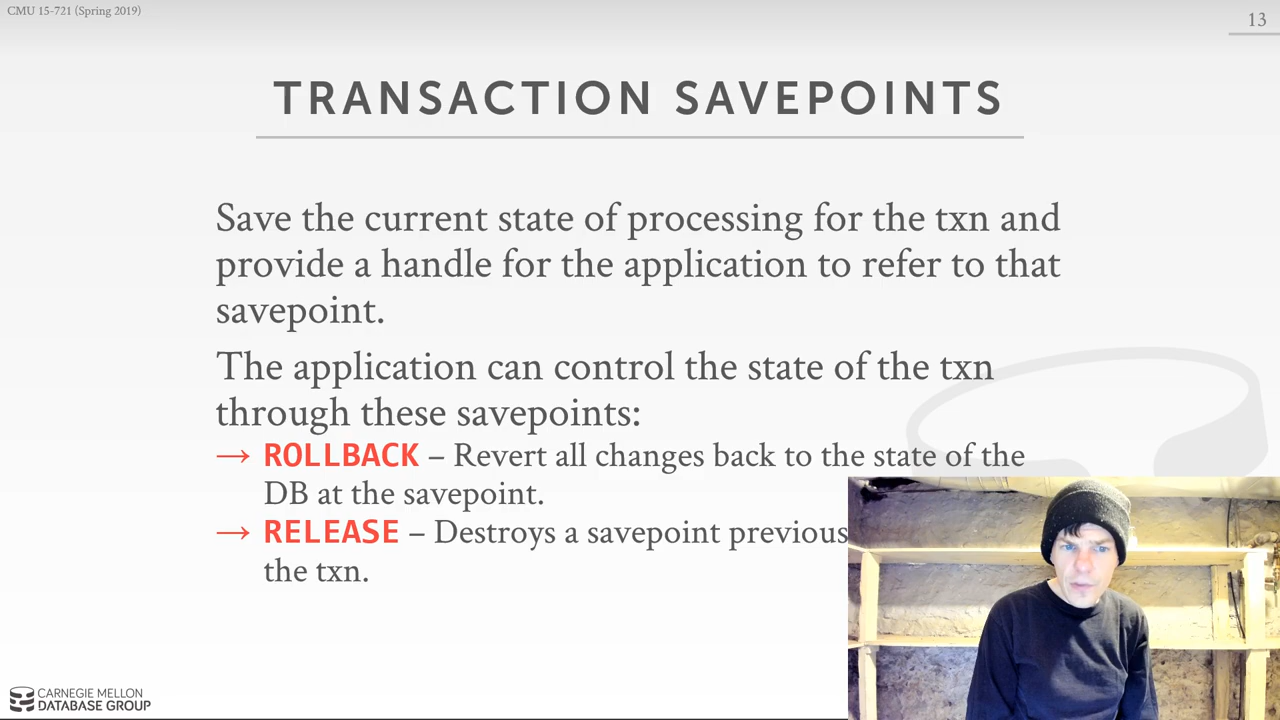 CMU 15-721 (Spring 2019)
13
TRANSACTION SAVEPOINTS
Save the current state of processing for the txn and
provide a handle for the application to refer to that
savepoint.
The application can control the state of the txn
through these savepoints:
→ ROLLBACK – Revert all changes back to the state of the
DB at the savepoint.
→ RELEASE – Destroys a savepoint previous
the txn.
CARNEGIE MELLON
DATABASE GROUP